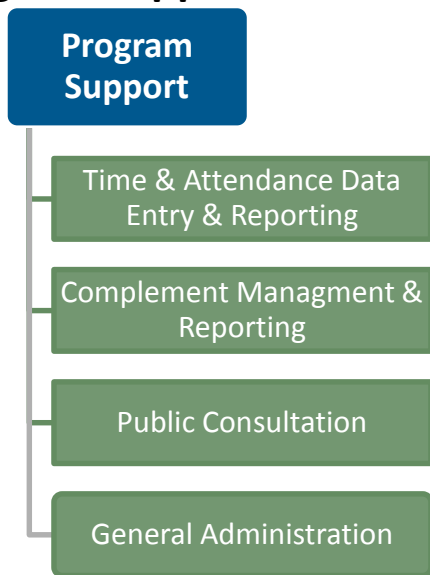 Program
Support
Time & Attendance Data
Entry & Reporting
Complement Managment &
Reporting
Public Consultation
General Administration